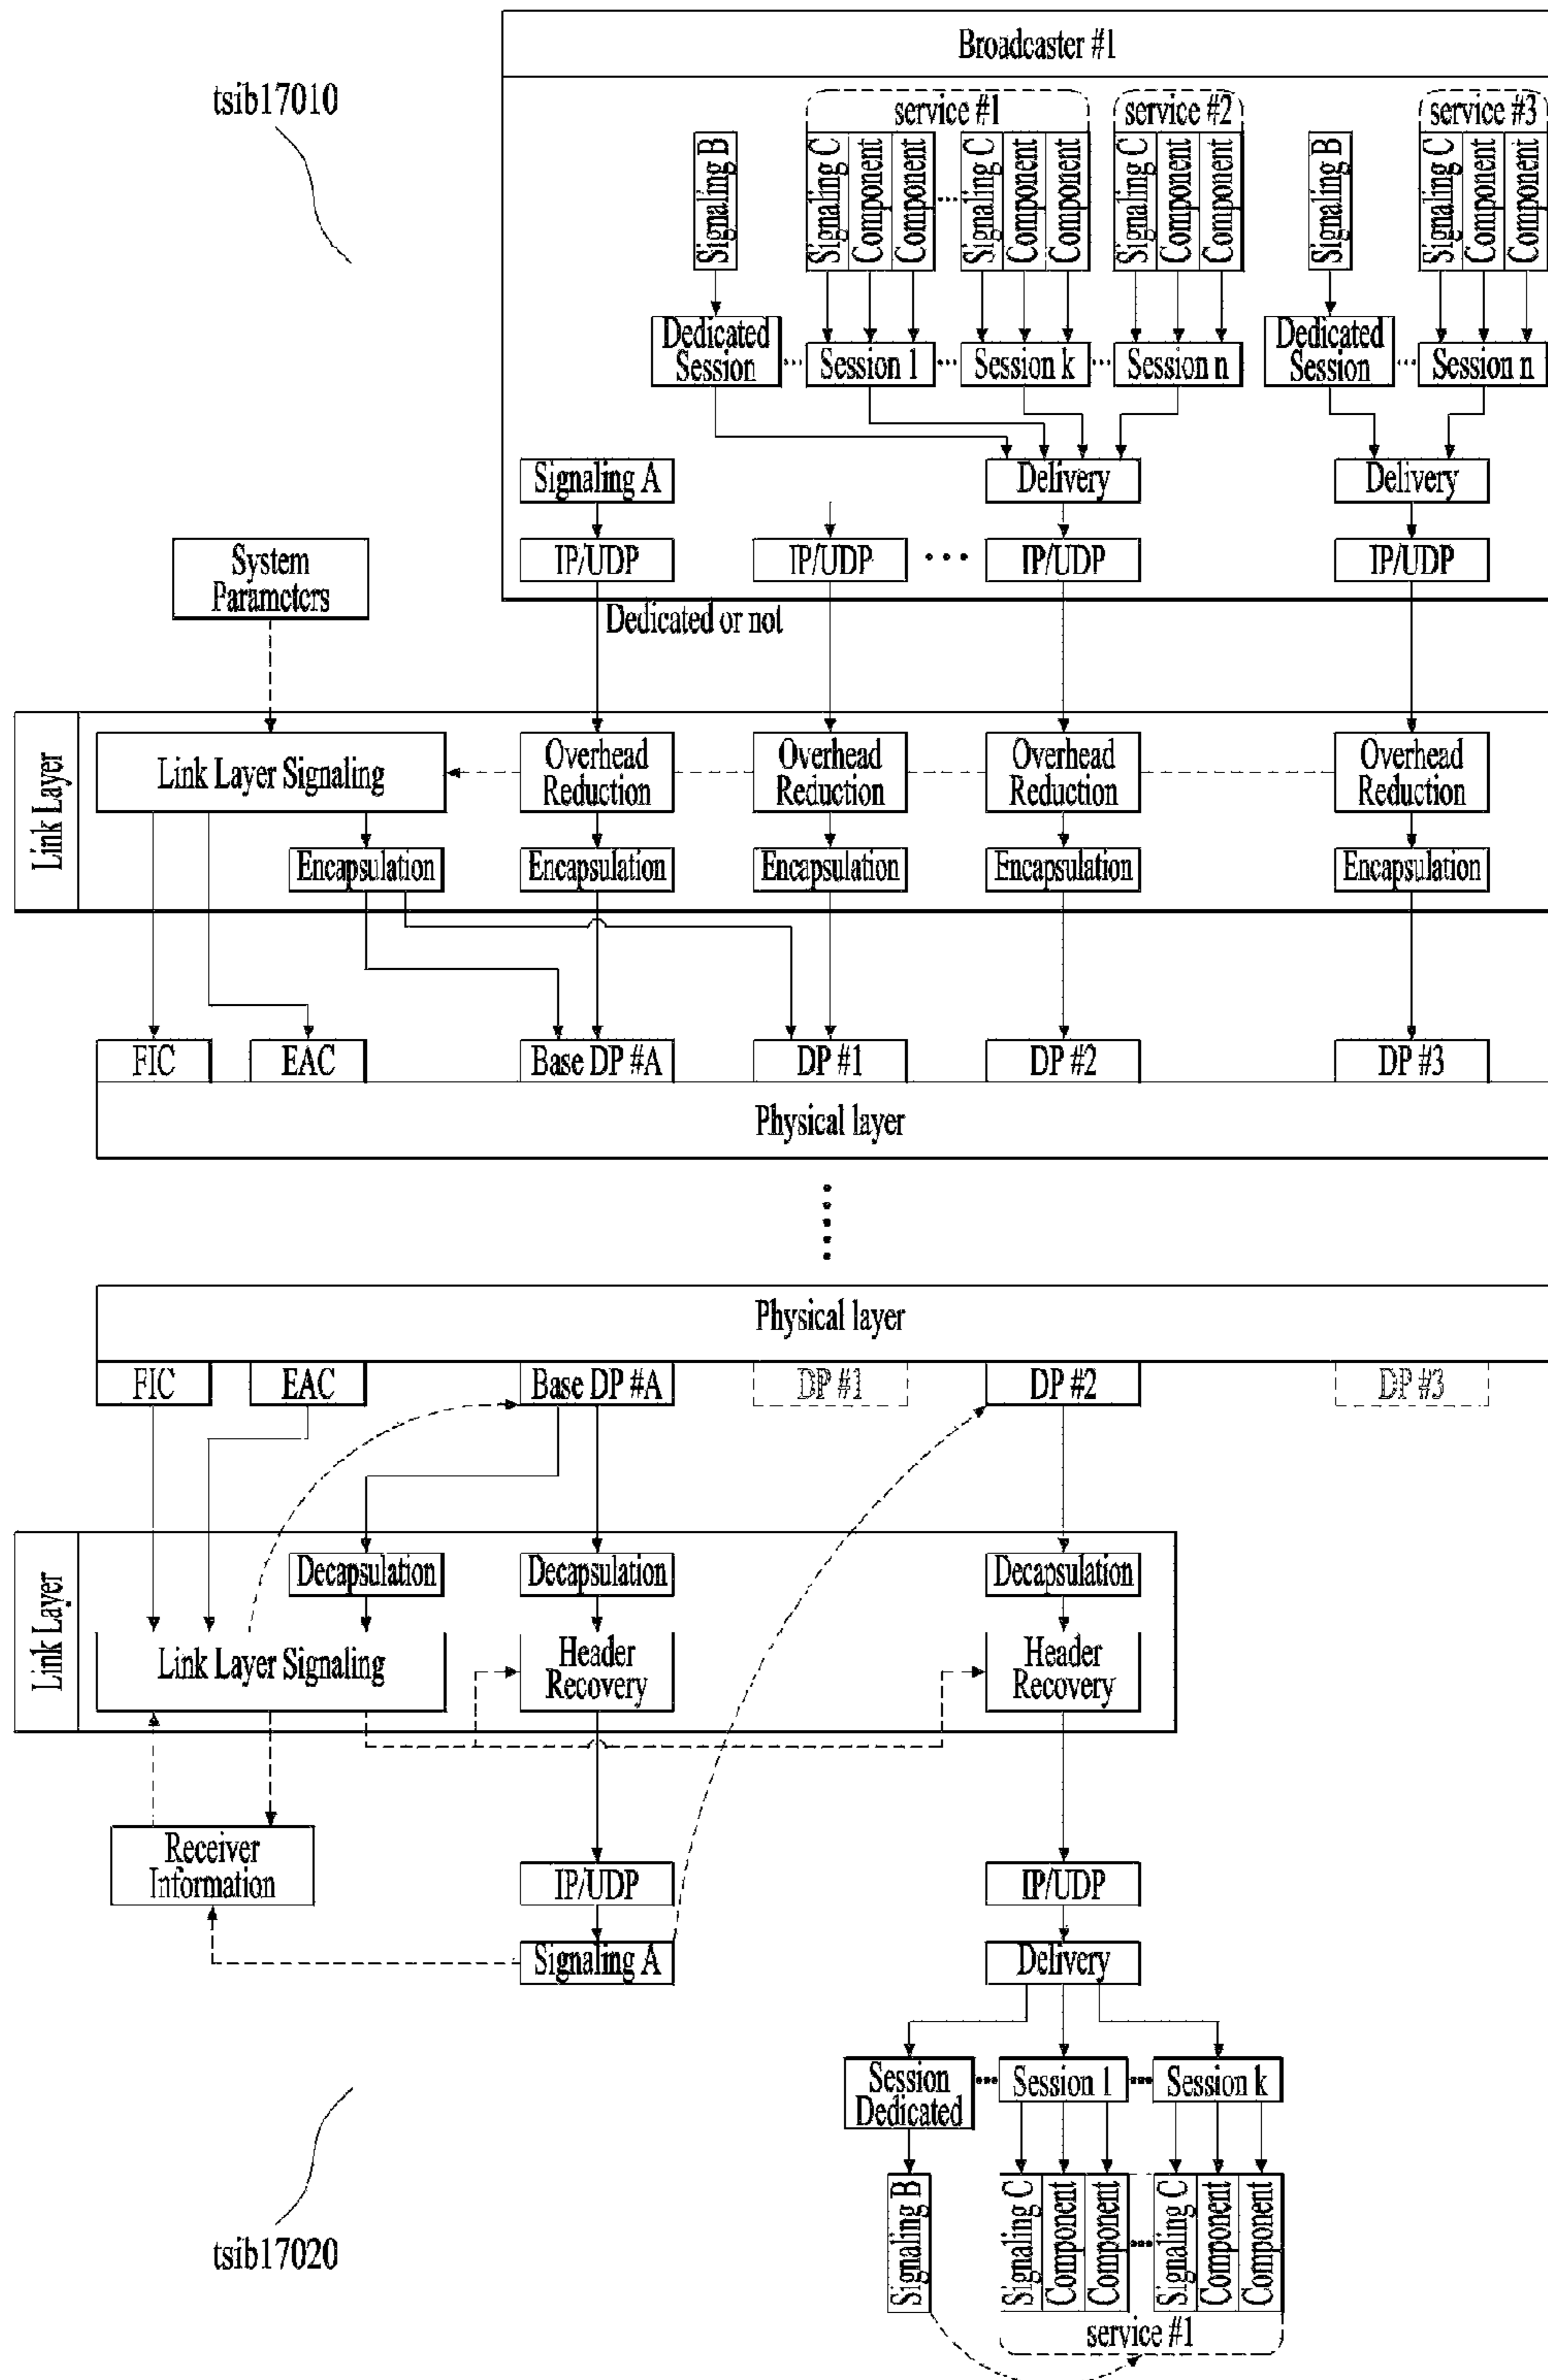 Broadcaster #1
tsib17010
service #1
service #2
service #3
Signaling B
Signaling C
Component
Component
...
Signaling C
Component
Component
Signaling C
Component
Component
Signaling B
Signaling C
Component
Component
Dedicated
Session
...
Session 1
...
Session k
...
Session n
Dedicated
Session
...
Session n
Signaling A
Delivery
Delivery
System
Parameters
IP/UDP
IP/UDP
...
IP/UDP
IP/UDP
Dedicated or not
Link Layer
Link Layer Signaling
Overhead
Reduction
Overhead
Reduction
Overhead
Reduction
Overhead
Reduction
Encapsulation
Encapsulation
Encapsulation
Encapsulation
Encapsulation
FIC
EAC
Base DP #A
DP #1
DP #2
DP #3
Physical layer
Physical layer
FIC
EAC
Base DP #A
DP #1
DP #2
DP #3
Link Layer
Decapsulation
Decapsulation
Decapsulation
Link Layer Signaling
Header
Recovery
Header
Recovery
Receiver
Information
IP/UDP
IP/UDP
Signaling A
Delivery
Session
Dedicated
...
Session 1
...
Session k
Signaling B
Signaling C
Component
Component
...
Signaling C
Component
Component
tsib17020
service #1